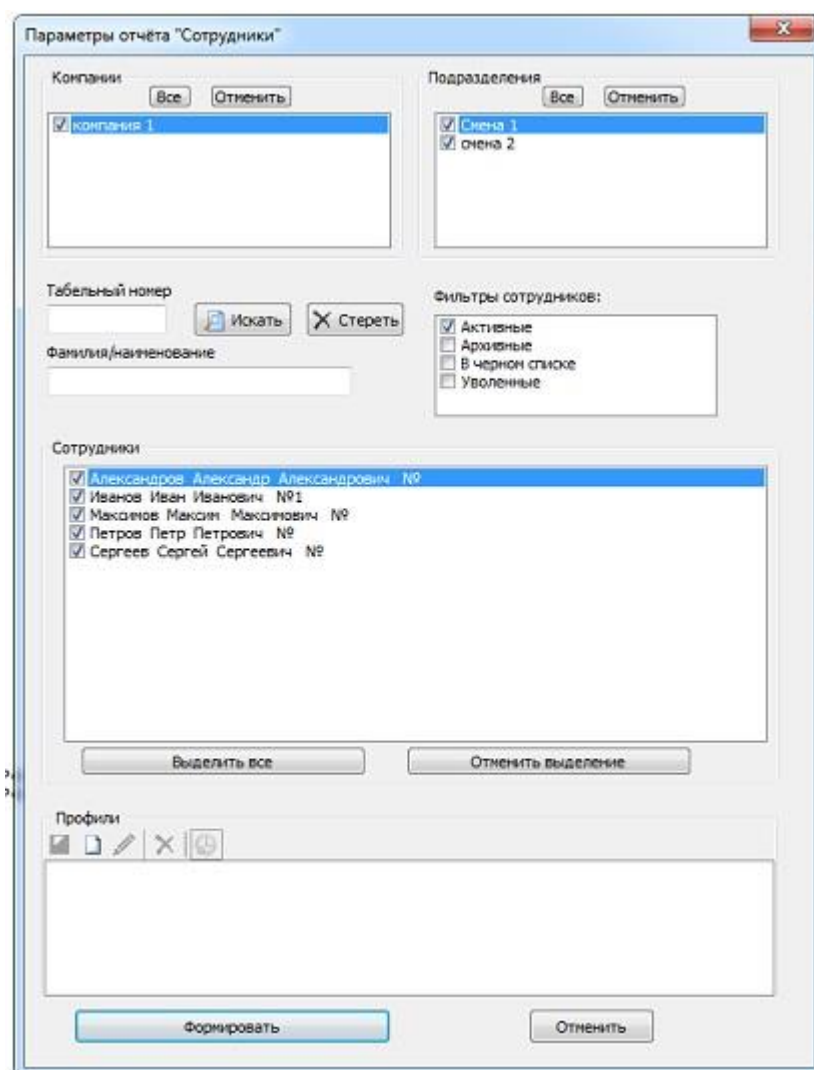 Параметры отчёта "Сотрудники"
Компании
Все
Отменить
компания 1
Подразделения
Все
Отменить
Смена 1
смена 2
Табельный номер
Искать
Стереть
Фамилия/наименование
Фильтры сотрудников:
Активные
Архивные
В черном списке
Уволенные
Сотрудники
Александров Александр Александрович №
Иванов Иван Иванович №1
Максимов Максим Максимович №
Петров Петр Петрович №
Сергеев Сергей Сергеевич №
Выделить все
Отменить выделение
Профили
Формировать
Отменить